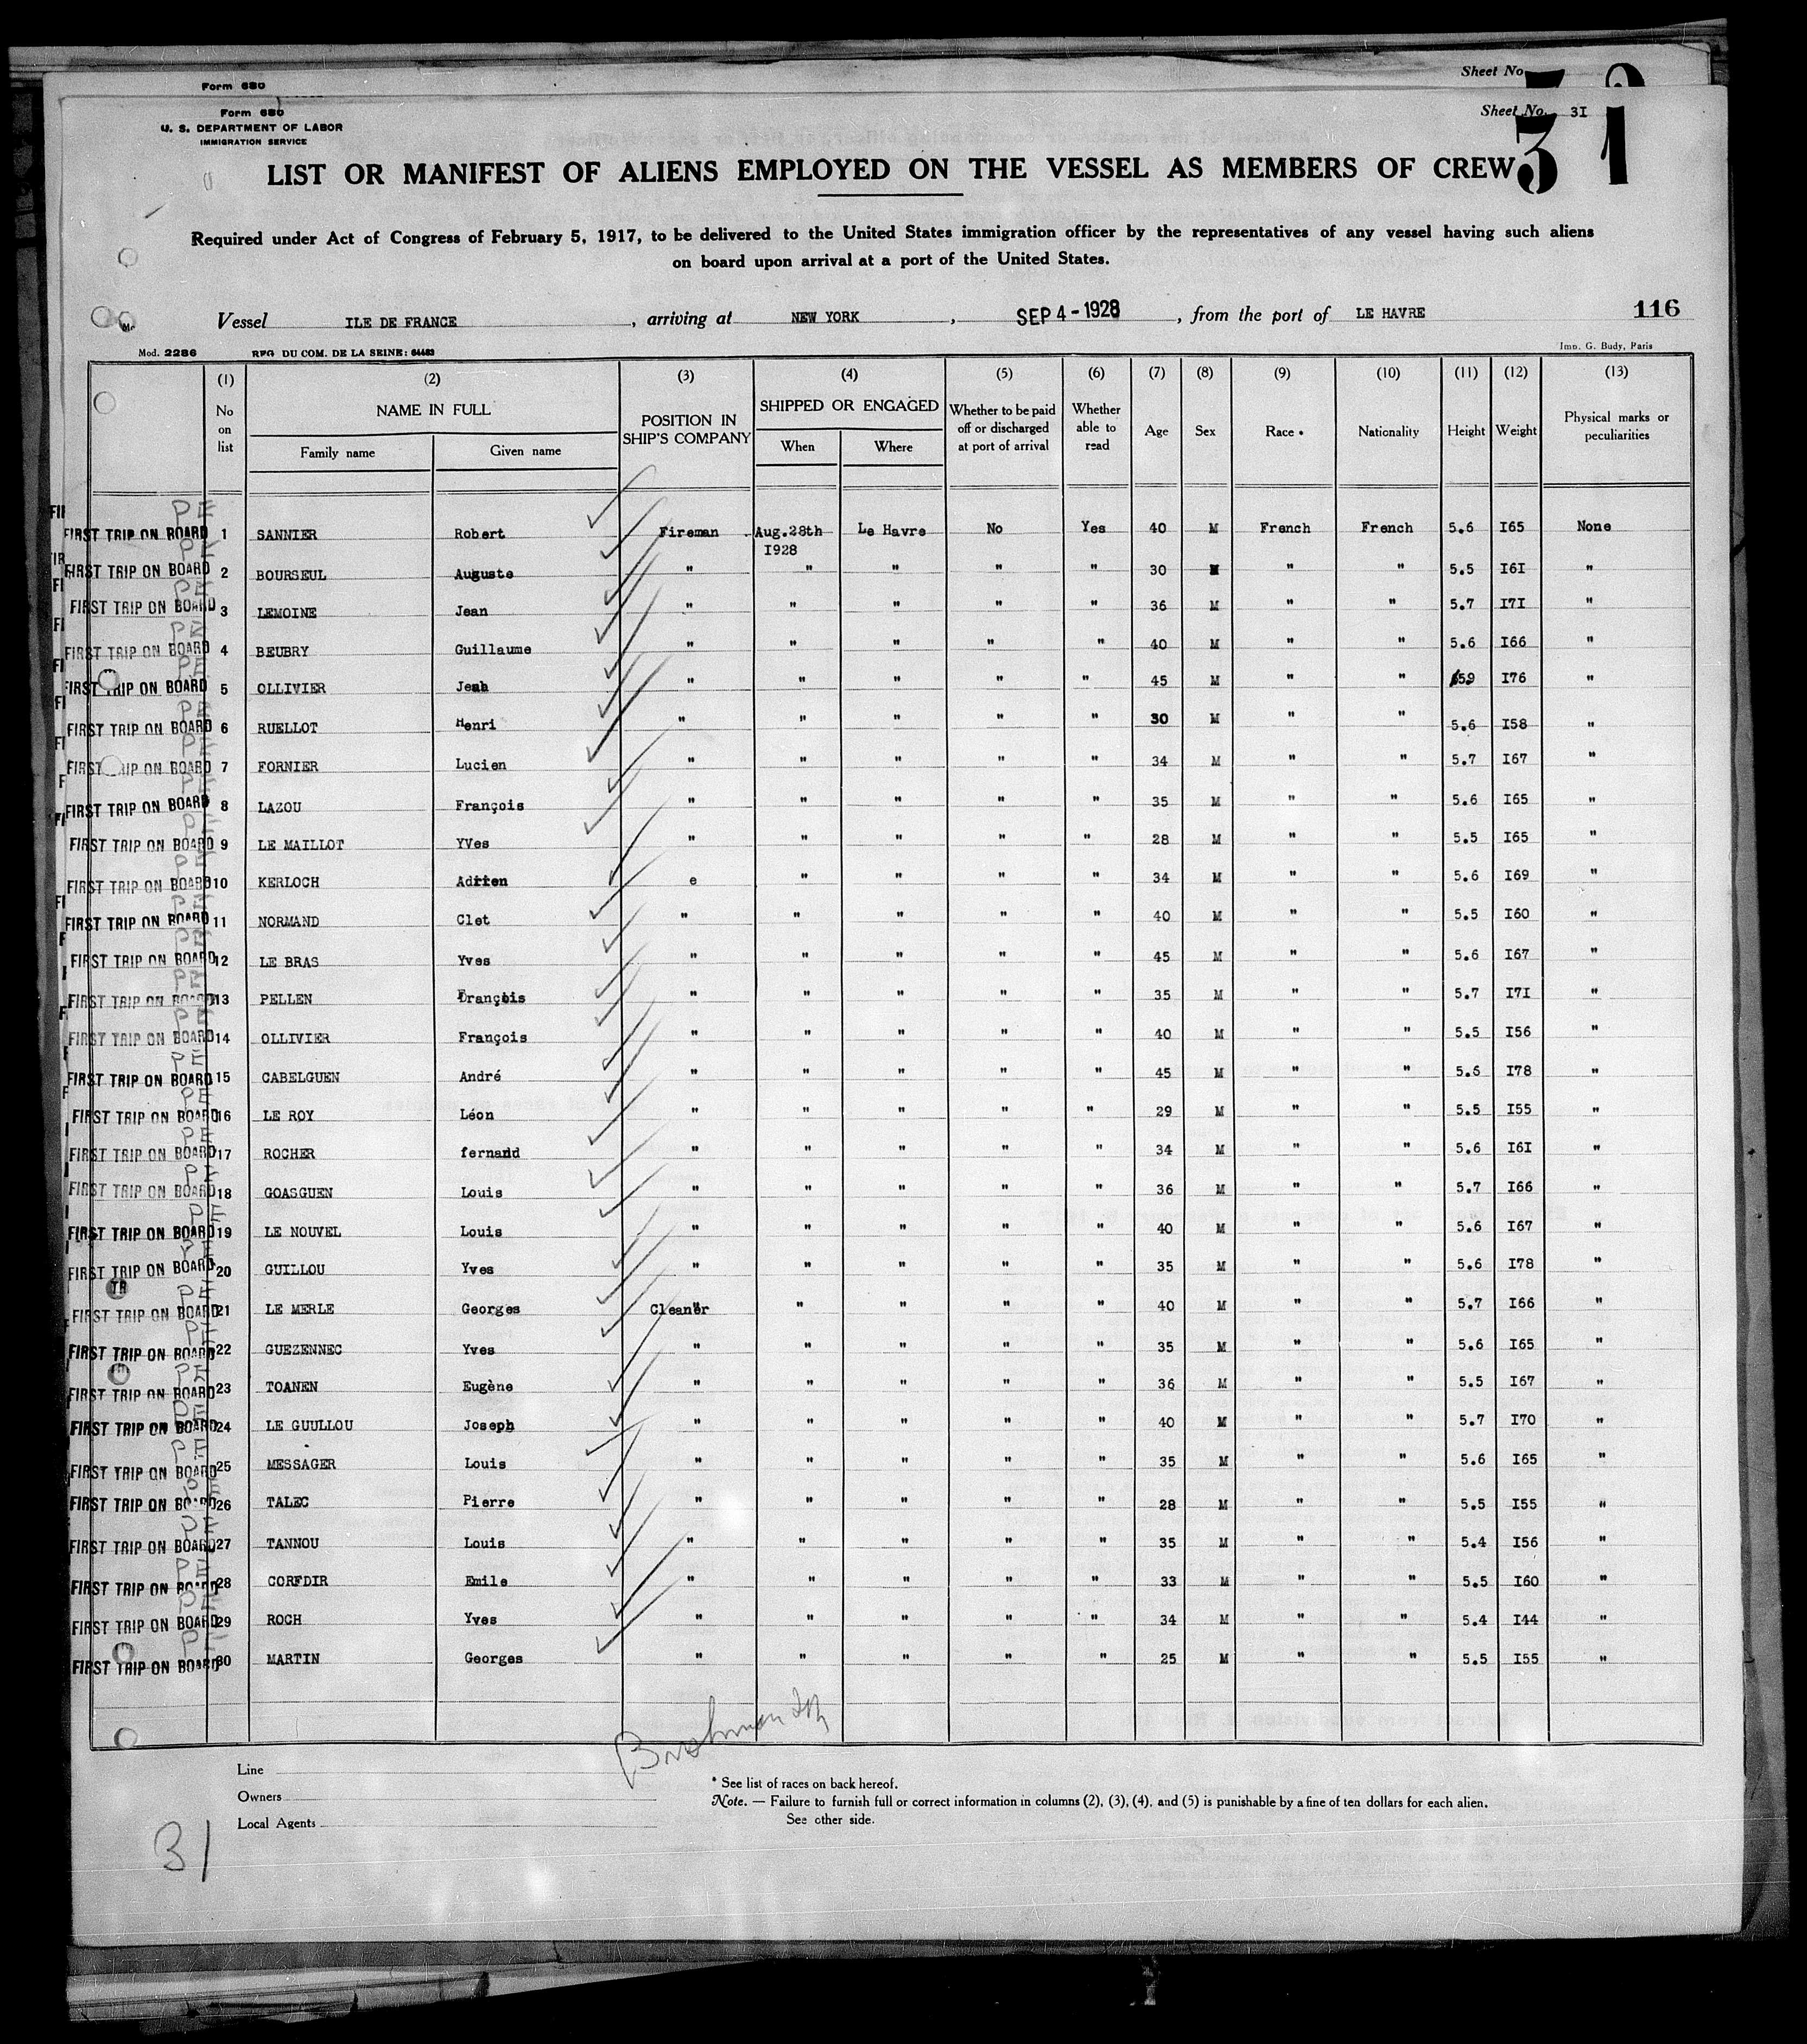 Form 680
Sheet No.
Form 680
U. S. DEPARTMENT OF LABOR
IMMIGRATION SERVICE
Sheet No. 3I
31
LIST OR MANIFEST OF ALIENS EMPLOYED ON THE VESSEL AS MEMBERS OF CREW
Required under Act of Congress of February 5, 1917, to be delivered to the United States immigration officer by the representatives of any vessel having such aliens
on board upon arrival at a port of the United States.
Vessel ILE DE FRANCE, arriving at NEW YORK, SEP 4 - 1928, from the port of LE HAVRE 116
Mod. 2286 REG. DU COM. DE LA SEINE: 64483 Imp. G. Budy, Paris
(1) (2) (3) (4) (5) (6) (7) (8) (9) (10) (11) (12) (13)
No on list NAME IN FULL Family name Given name POSITION IN SHIP'S COMPANY SHIPPED OR ENGAGED When Where Whether to be paid off or discharged at port of arrival Whether able to read Age Sex Race * Nationality Height Weight Physical marks or peculiarities
FIRST TRIP ON BOARD 1 SANNIER Robert Fireman Aug.28th I928 Le Havre No Yes 40 M French French 5.6 I65 None
FIRST TRIP ON BOARD 2 BOURSEUL Auguste " " " " " 30 M " " 5.5 I6I "
FIRST TRIP ON BOARD 3 LEMOINE Jean " " " " " 36 M " " 5.7 I7I "
FIRST TRIP ON BOARD 4 BEUBRY Guillaume " " " " " 40 M " " 5.6 I66 "
FIRST TRIP ON BOARD 5 OLLIVIER Jean " " " " " 45 M " " 5.9 I76 "
FIRST TRIP ON BOARD 6 RUELLOT Henri " " " " " 30 M " " 5.6 I58 "
FIRST TRIP ON BOARD 7 FORNIER Lucien " " " " " 34 M " " 5.7 I67 "
FIRST TRIP ON BOARD 8 LAZOU François " " " " " 35 M " " 5.6 I65 "
FIRST TRIP ON BOARD 9 LE MAILLOT YVes " " " " " 28 M " " 5.5 I65 "
FIRST TRIP ON BOARD 10 KERLOCH Adrien e " " " " 34 M " " 5.6 I69 "
FIRST TRIP ON BOARD 11 NORMAND Clet " " " " " 40 M " " 5.5 I60 "
FIRST TRIP ON BOARD 12 LE BRAS Yves " " " " " 45 M " " 5.6 I67 "
FIRST TRIP ON BOARD 13 PELLEN François " " " " " 35 M " " 5.7 I7I "
FIRST TRIP ON BOARD 14 OLLIVIER François " " " " " 40 M " " 5.5 I56 "
FIRST TRIP ON BOARD 15 CABELGUEN André " " " " " 45 M " " 5.6 I78 "
FIRST TRIP ON BOARD 16 LE ROY Léon " " " " " 29 M " " 5.5 I55 "
FIRST TRIP ON BOARD 17 ROCHER fernand " " " " " 34 M " " 5.6 I6I "
FIRST TRIP ON BOARD 18 GOASGUEN Louis " " " " " 36 M " " 5.7 I66 "
FIRST TRIP ON BOARD 19 LE NOUVEL Louis " " " " " 40 M " " 5.6 I67 "
FIRST TRIP ON BOARD 20 GUILLOU Yves " " " " " 35 M " " 5.6 I78 "
FIRST TRIP ON BOARD 21 LE MERLE Georges Cleaner " " " " 40 M " " 5.7 I66 "
FIRST TRIP ON BOARD 22 GUEZENNEC Yves " " " " " 35 M " " 5.6 I65 "
FIRST TRIP ON BOARD 23 TOANEN Eugène " " " " " 36 M " " 5.5 I67 "
FIRST TRIP ON BOARD 24 LE GUULLOU Joseph " " " " " 40 M " " 5.7 I70 "
FIRST TRIP ON BOARD 25 MESSAGER Louis " " " " " 35 M " " 5.6 I65 "
FIRST TRIP ON BOARD 26 TALEC Pierre " " " " " 28 M " " 5.5 I55 "
FIRST TRIP ON BOARD 27 TANNOU Louis " " " " " 35 M " " 5.4 I56 "
FIRST TRIP ON BOARD 28 CORFDIR Emile " " " " " 33 M " " 5.5 I60 "
FIRST TRIP ON BOARD 29 ROCH Yves " " " " " 34 M " " 5.4 I44 "
FIRST TRIP ON BOARD 30 MARTIN Georges " " " " " 25 M " " 5.5 I55 "
Line
Owners
Local Agents
* See list of races on back hereof.
Note. — Failure to furnish full or correct information in columns (2), (3), (4), and (5) is punishable by a fine of ten dollars for each alien.
See other side.
31